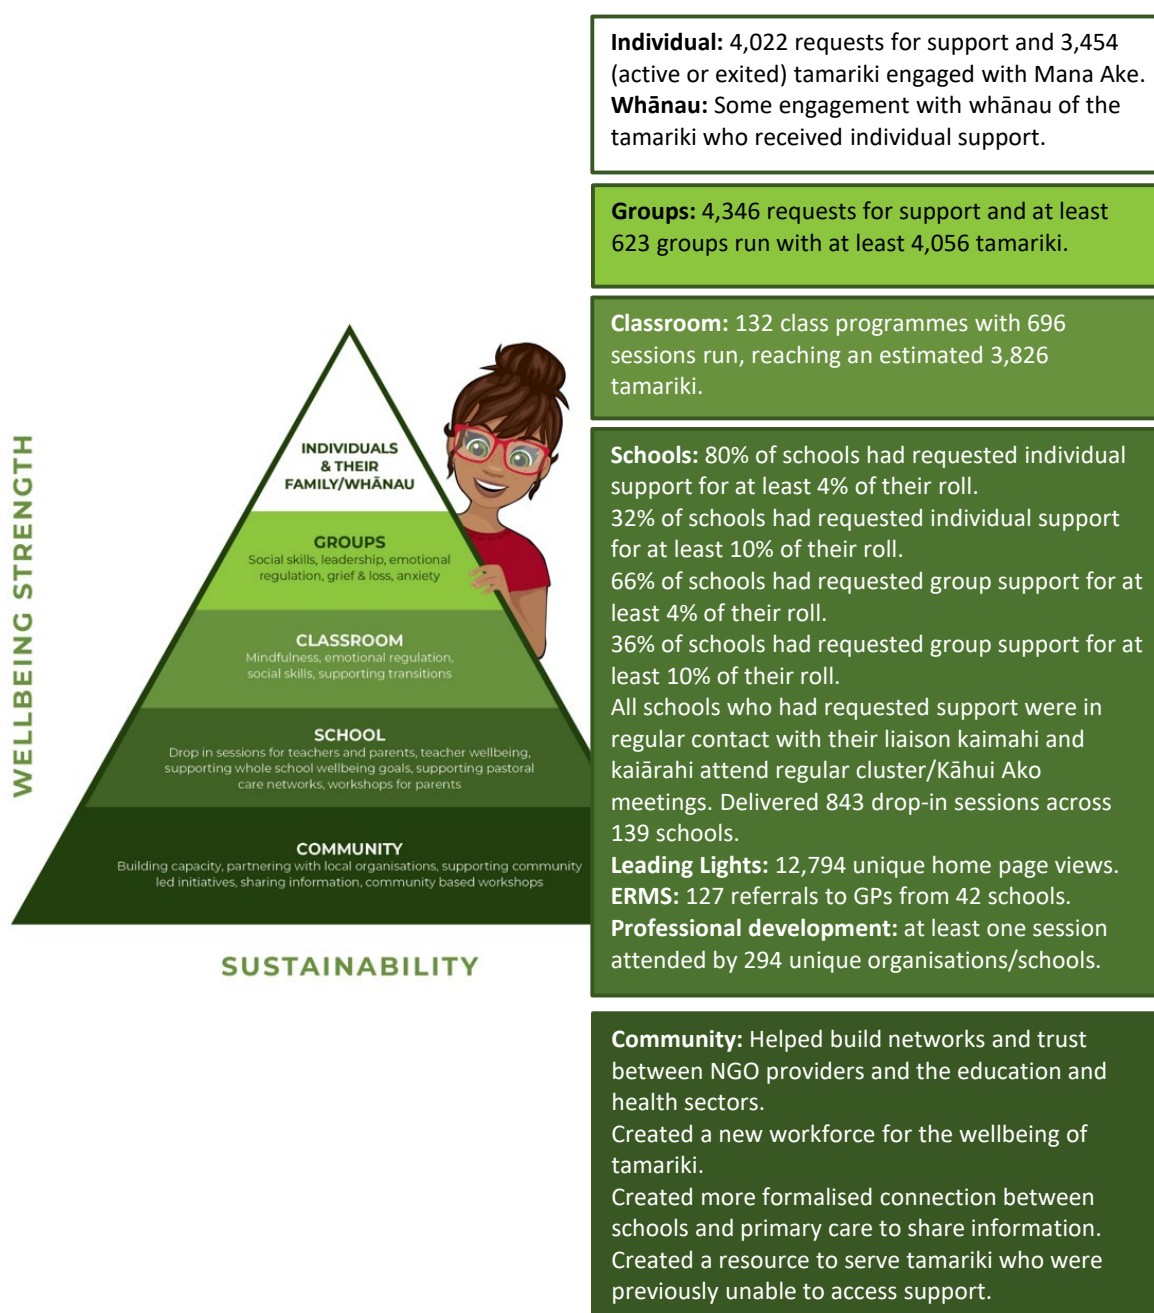 Individual: 4,022 requests for support and 3,454
(active or exited) tamariki engaged with Mana Ake.
Whānau: Some engagement with whānau of the
tamariki who received individual support.
Groups: 4,346 requests for support and at least
623 groups run with at least 4,056 tamariki.
Classroom: 132 class programmes with 696
sessions run, reaching an estimated 3,826
tamariki.
Schools: 80% of schools had requested individual
support for at least 4% of their roll.
32% of schools had requested individual support
for at least 10% of their roll.
66% of schools had requested group support for at
least 4% of their roll.
36% of schools had requested group support for at
least 10% of their roll.
All schools who had requested support were in
regular contact with their liaison kaimahi and
kaiārahi attend regular cluster/Kāhui Ako
meetings. Delivered 843 drop-in sessions across
139 schools.
Leading Lights: 12,794 unique home page views.
ERMS: 127 referrals to GPs from 42 schools.
Professional development: at least one session
attended by 294 unique organisations/schools.
Community: Helped build networks and trust
between NGO providers and the education and
health sectors.
Created a new workforce for the wellbeing of
tamariki.
Created more formalised connection between
schools and primary care to share information.
Created a resource to serve tamariki who were
previously unable to access support.
WELLBEING STRENGTH
INDIVIDUALS
& THEIR
FAMILY/WHĀNAU
GROUPS
Social skills, leadership, emotional
regulation, grief & loss, anxiety
CLASSROOM
Mindfulness, emotional regulation,
social skills, supporting transitions
SCHOOL
Drop in sessions for teachers and parents, teacher wellbeing,
supporting whole school wellbeing goals, supporting pastoral
care networks, workshops for parents
COMMUNITY
Building capacity, partnering with local organisations, supporting community
led initiatives, sharing information, community based workshops
SUSTAINABILITY